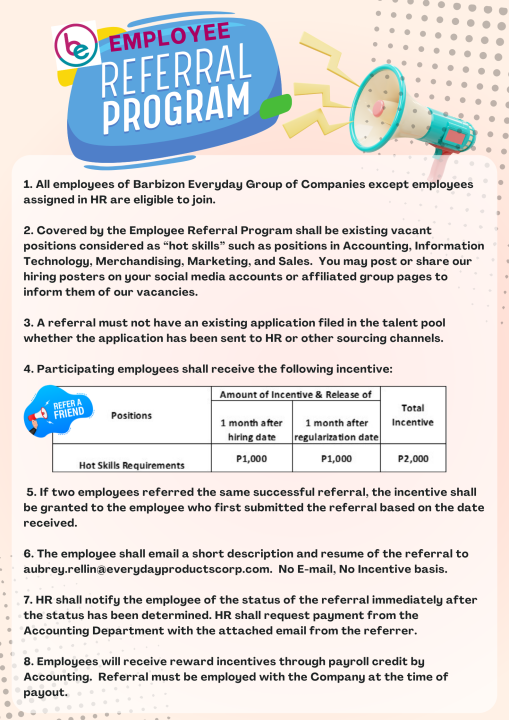 be
EMPLOYEE
REFERRAL
PROGRAM
1. All employees of Barbizon Everyday Group of Companies except employees
assigned in HR are eligible to join.
2. Covered by the Employee Referral Program shall be existing vacant
positions considered as “hot skills” such as positions in Accounting, Information
Technology, Merchandising, Marketing, and Sales. You may post or share our
hiring posters on your social media accounts or affiliated group pages to
inform them of our vacancies.
3. A referral must not have an existing application filed in the talent pool
whether the application has been sent to HR or other sourcing channels.
4. Participating employees shall receive the following incentive:
REFER A
FRIEND
Positions
Amount of Incentive & Release of
1 month after
hiring date
1 month after
regularization date
Total
Incentive
Hot Skills Requirements
P1,000
P1,000
P2,000
5. If two employees referred the same successful referral, the incentive shall
be granted to the employee who first submitted the referral based on the date
received.
6. The employee shall email a short description and resume of the referral to
aubrey.rellin@everydayproductscorp.com. No E-mail, No Incentive basis.
7. HR shall notify the employee of the status of the referral immediately after
the status has been determined. HR shall request payment from the
Accounting Department with the attached email from the referrer.
8. Employees will receive reward incentives through payroll credit by
Accounting. Referral must be employed with the Company at the time of
payout.